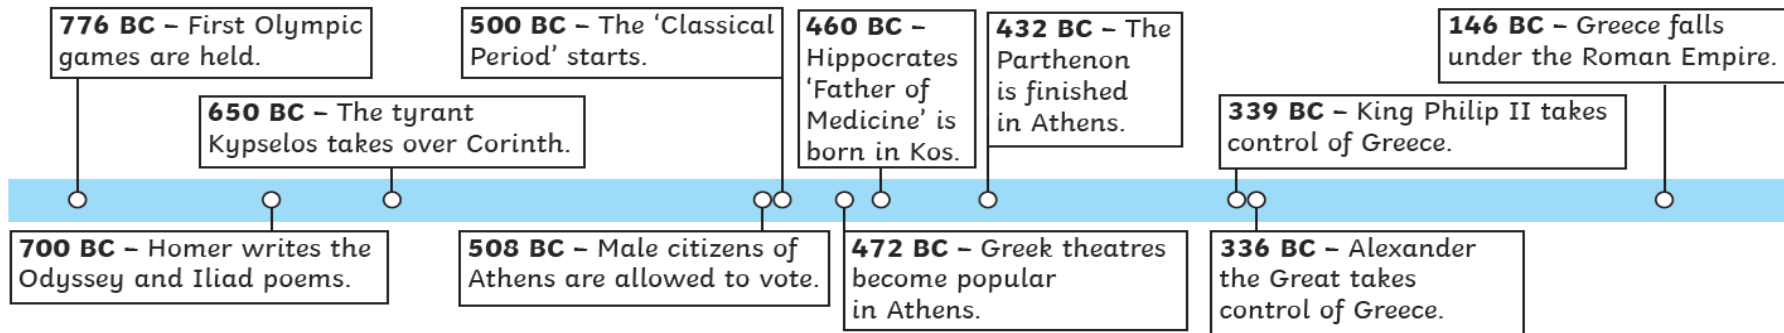 776 BC – First Olympic
games are held.
700 BC – Homer writes the
Odyssey and Iliad poems.
650 BC – The tyrant
Kypselos takes over Corinth.
508 BC – Male citizens of
Athens are allowed to vote.
500 BC – The ‘Classical
Period’ starts.
472 BC – Greek theatres
become popular
in Athens.
460 BC –
Hippocrates
‘Father of
Medicine’ is
born in Kos.
432 BC – The
Parthenon
is finished
in Athens.
339 BC – King Philip II takes
control of Greece.
336 BC – Alexander
the Great takes
control of Greece.
146 BC – Greece falls
under the Roman Empire.